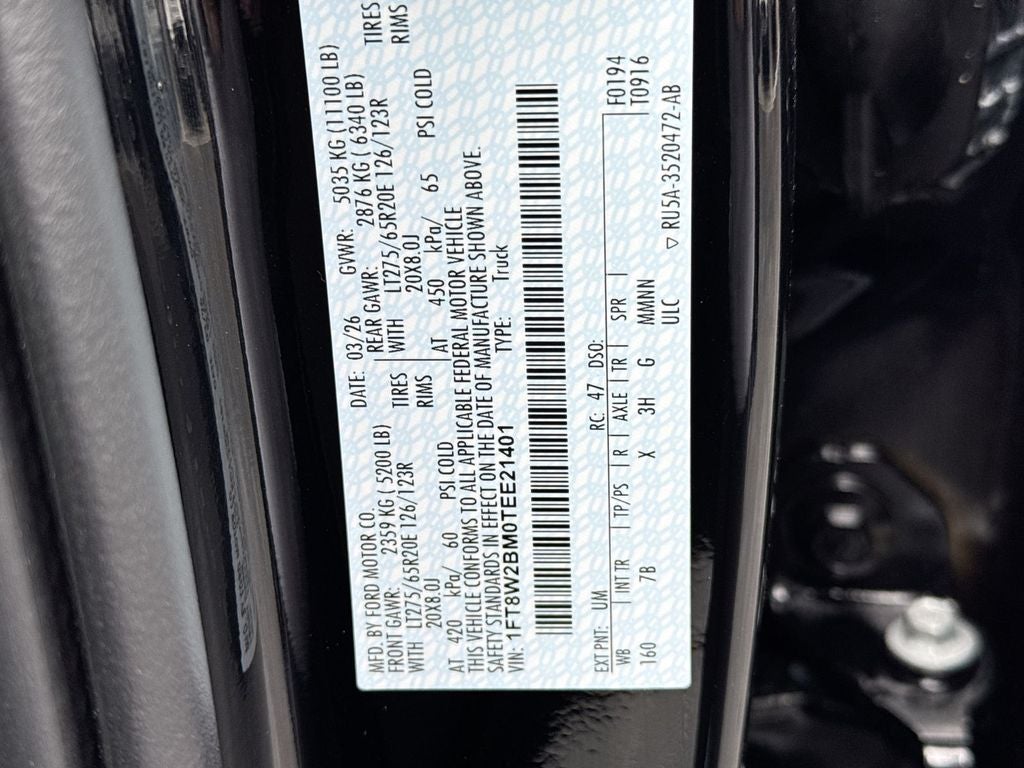 MFD. BY FORD MOTOR CO.
DATE: 03/26 GVWR: 5035 KG (11100 LB)
FRONT GAWR: 2359 KG ( 5200 LB) REAR GAWR: 2876 KG ( 6340 LB)
WITH LT275/65R20E 126/123R TIRES WITH LT275/65R20E 126/123R TIRES
20X8.0J RIMS 20X8.0J RIMS
AT 420 kPa/ 60 PSI COLD AT 450 kPa/ 65 PSI COLD
THIS VEHICLE CONFORMS TO ALL APPLICABLE FEDERAL MOTOR VEHICLE
SAFETY STANDARDS IN EFFECT ON THE DATE OF MANUFACTURE SHOWN ABOVE.
VIN: 1FT8W2BM0TEE21401 TYPE: Truck
F0194
EXT PNT: UM RC: 47 DSO: T0916
WB INT TR TP/PS R AXLE TR SPR
160 7B X 3H G MMNN
ULC ▽ RU5A-3520472-AB